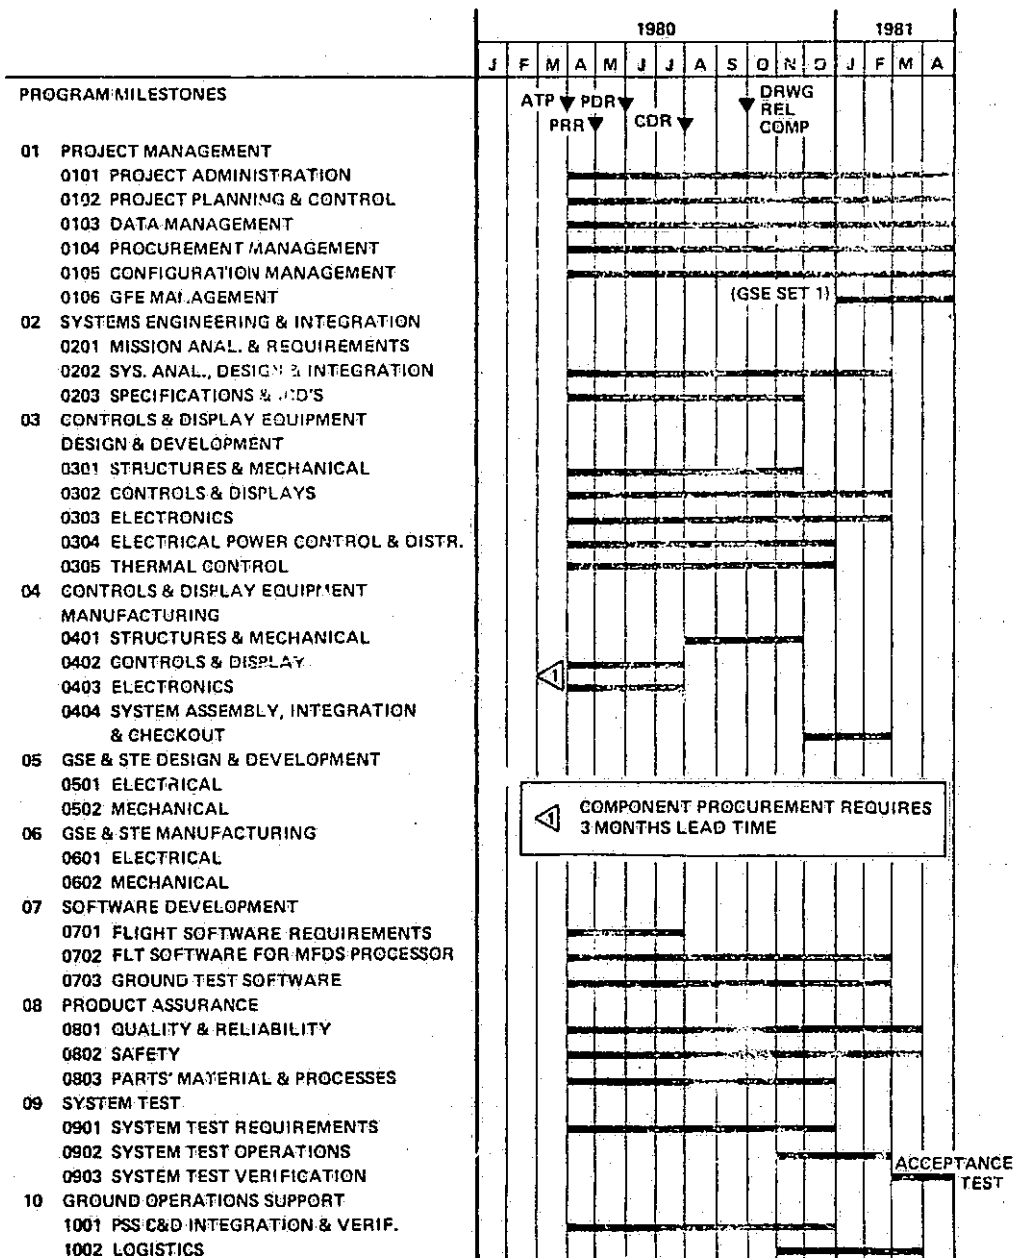 1980 1981
J F M A M J J A S O N D J F M A
PROGRAM MILESTONES
ATP PDR DRWG
PRR CDR REL
COMP
01 PROJECT MANAGEMENT
0101 PROJECT ADMINISTRATION
0102 PROJECT PLANNING & CONTROL
0103 DATA MANAGEMENT
0104 PROCUREMENT MANAGEMENT
0105 CONFIGURATION MANAGEMENT
0106 GFE MANAGEMENT (GSE SET 1)
02 SYSTEMS ENGINEERING & INTEGRATION
0201 MISSION ANAL. & REQUIREMENTS
0202 SYS. ANAL., DESIGN & INTEGRATION
0203 SPECIFICATIONS & ICD'S
03 CONTROLS & DISPLAY EQUIPMENT
DESIGN & DEVELOPMENT
0301 STRUCTURES & MECHANICAL
0302 CONTROLS & DISPLAYS
0303 ELECTRONICS
0304 ELECTRICAL POWER CONTROL & DISTR.
0305 THERMAL CONTROL
04 CONTROLS & DISPLAY EQUIPMENT
MANUFACTURING
0401 STRUCTURES & MECHANICAL
0402 CONTROLS & DISPLAY
1
0403 ELECTRONICS
0404 SYSTEM ASSEMBLY, INTEGRATION
& CHECKOUT
05 GSE & STE DESIGN & DEVELOPMENT
0501 ELECTRICAL
0502 MECHANICAL
1 COMPONENT PROCUREMENT REQUIRES
3 MONTHS LEAD TIME
06 GSE & STE MANUFACTURING
0601 ELECTRICAL
0602 MECHANICAL
07 SOFTWARE DEVELOPMENT
0701 FLIGHT SOFTWARE REQUIREMENTS
0702 FLT SOFTWARE FOR MFDS PROCESSOR
0703 GROUND TEST SOFTWARE
08 PRODUCT ASSURANCE
0801 QUALITY & RELIABILITY
0802 SAFETY
0803 PARTS' MATERIAL & PROCESSES
09 SYSTEM TEST
0901 SYSTEM TEST REQUIREMENTS
0902 SYSTEM TEST OPERATIONS
0903 SYSTEM TEST VERIFICATION
ACCEPTANCE
TEST
10 GROUND OPERATIONS SUPPORT
1001 PSS C&D INTEGRATION & VERIF.
1002 LOGISTICS